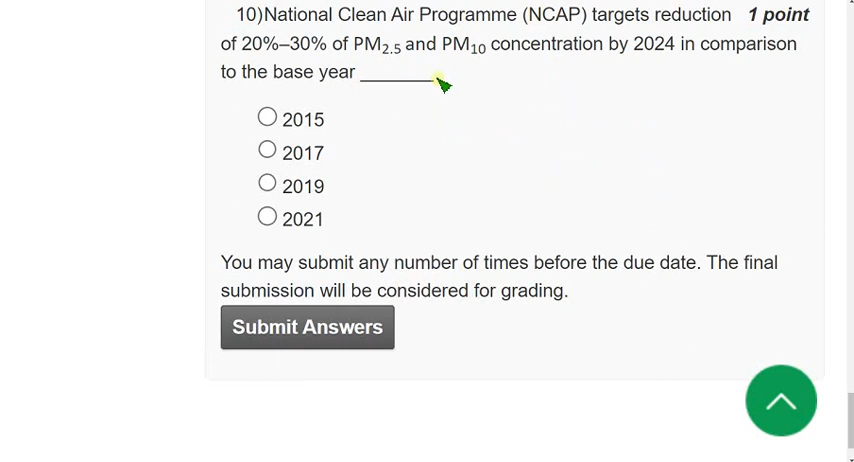 10)National Clean Air Programme (NCAP) targets reduction 1 point
of 20%–30% of PM2.5 and PM10 concentration by 2024 in comparison
to the base year ________
2015
2017
2019
2021
You may submit any number of times before the due date. The final
submission will be considered for grading.
Submit Answers